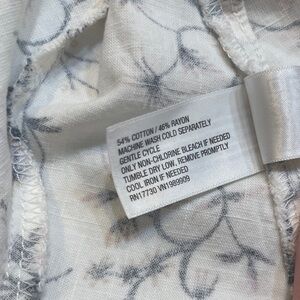 54% COTTON / 46% RAYON
MACHINE WASH COLD SEPARATELY
GENTLE CYCLE
ONLY NON-CHLORINE BLEACH IF NEEDED
TUMBLE DRY LOW. REMOVE PROMPTLY
COOL IRON IF NEEDED
RN17730 VN1989909